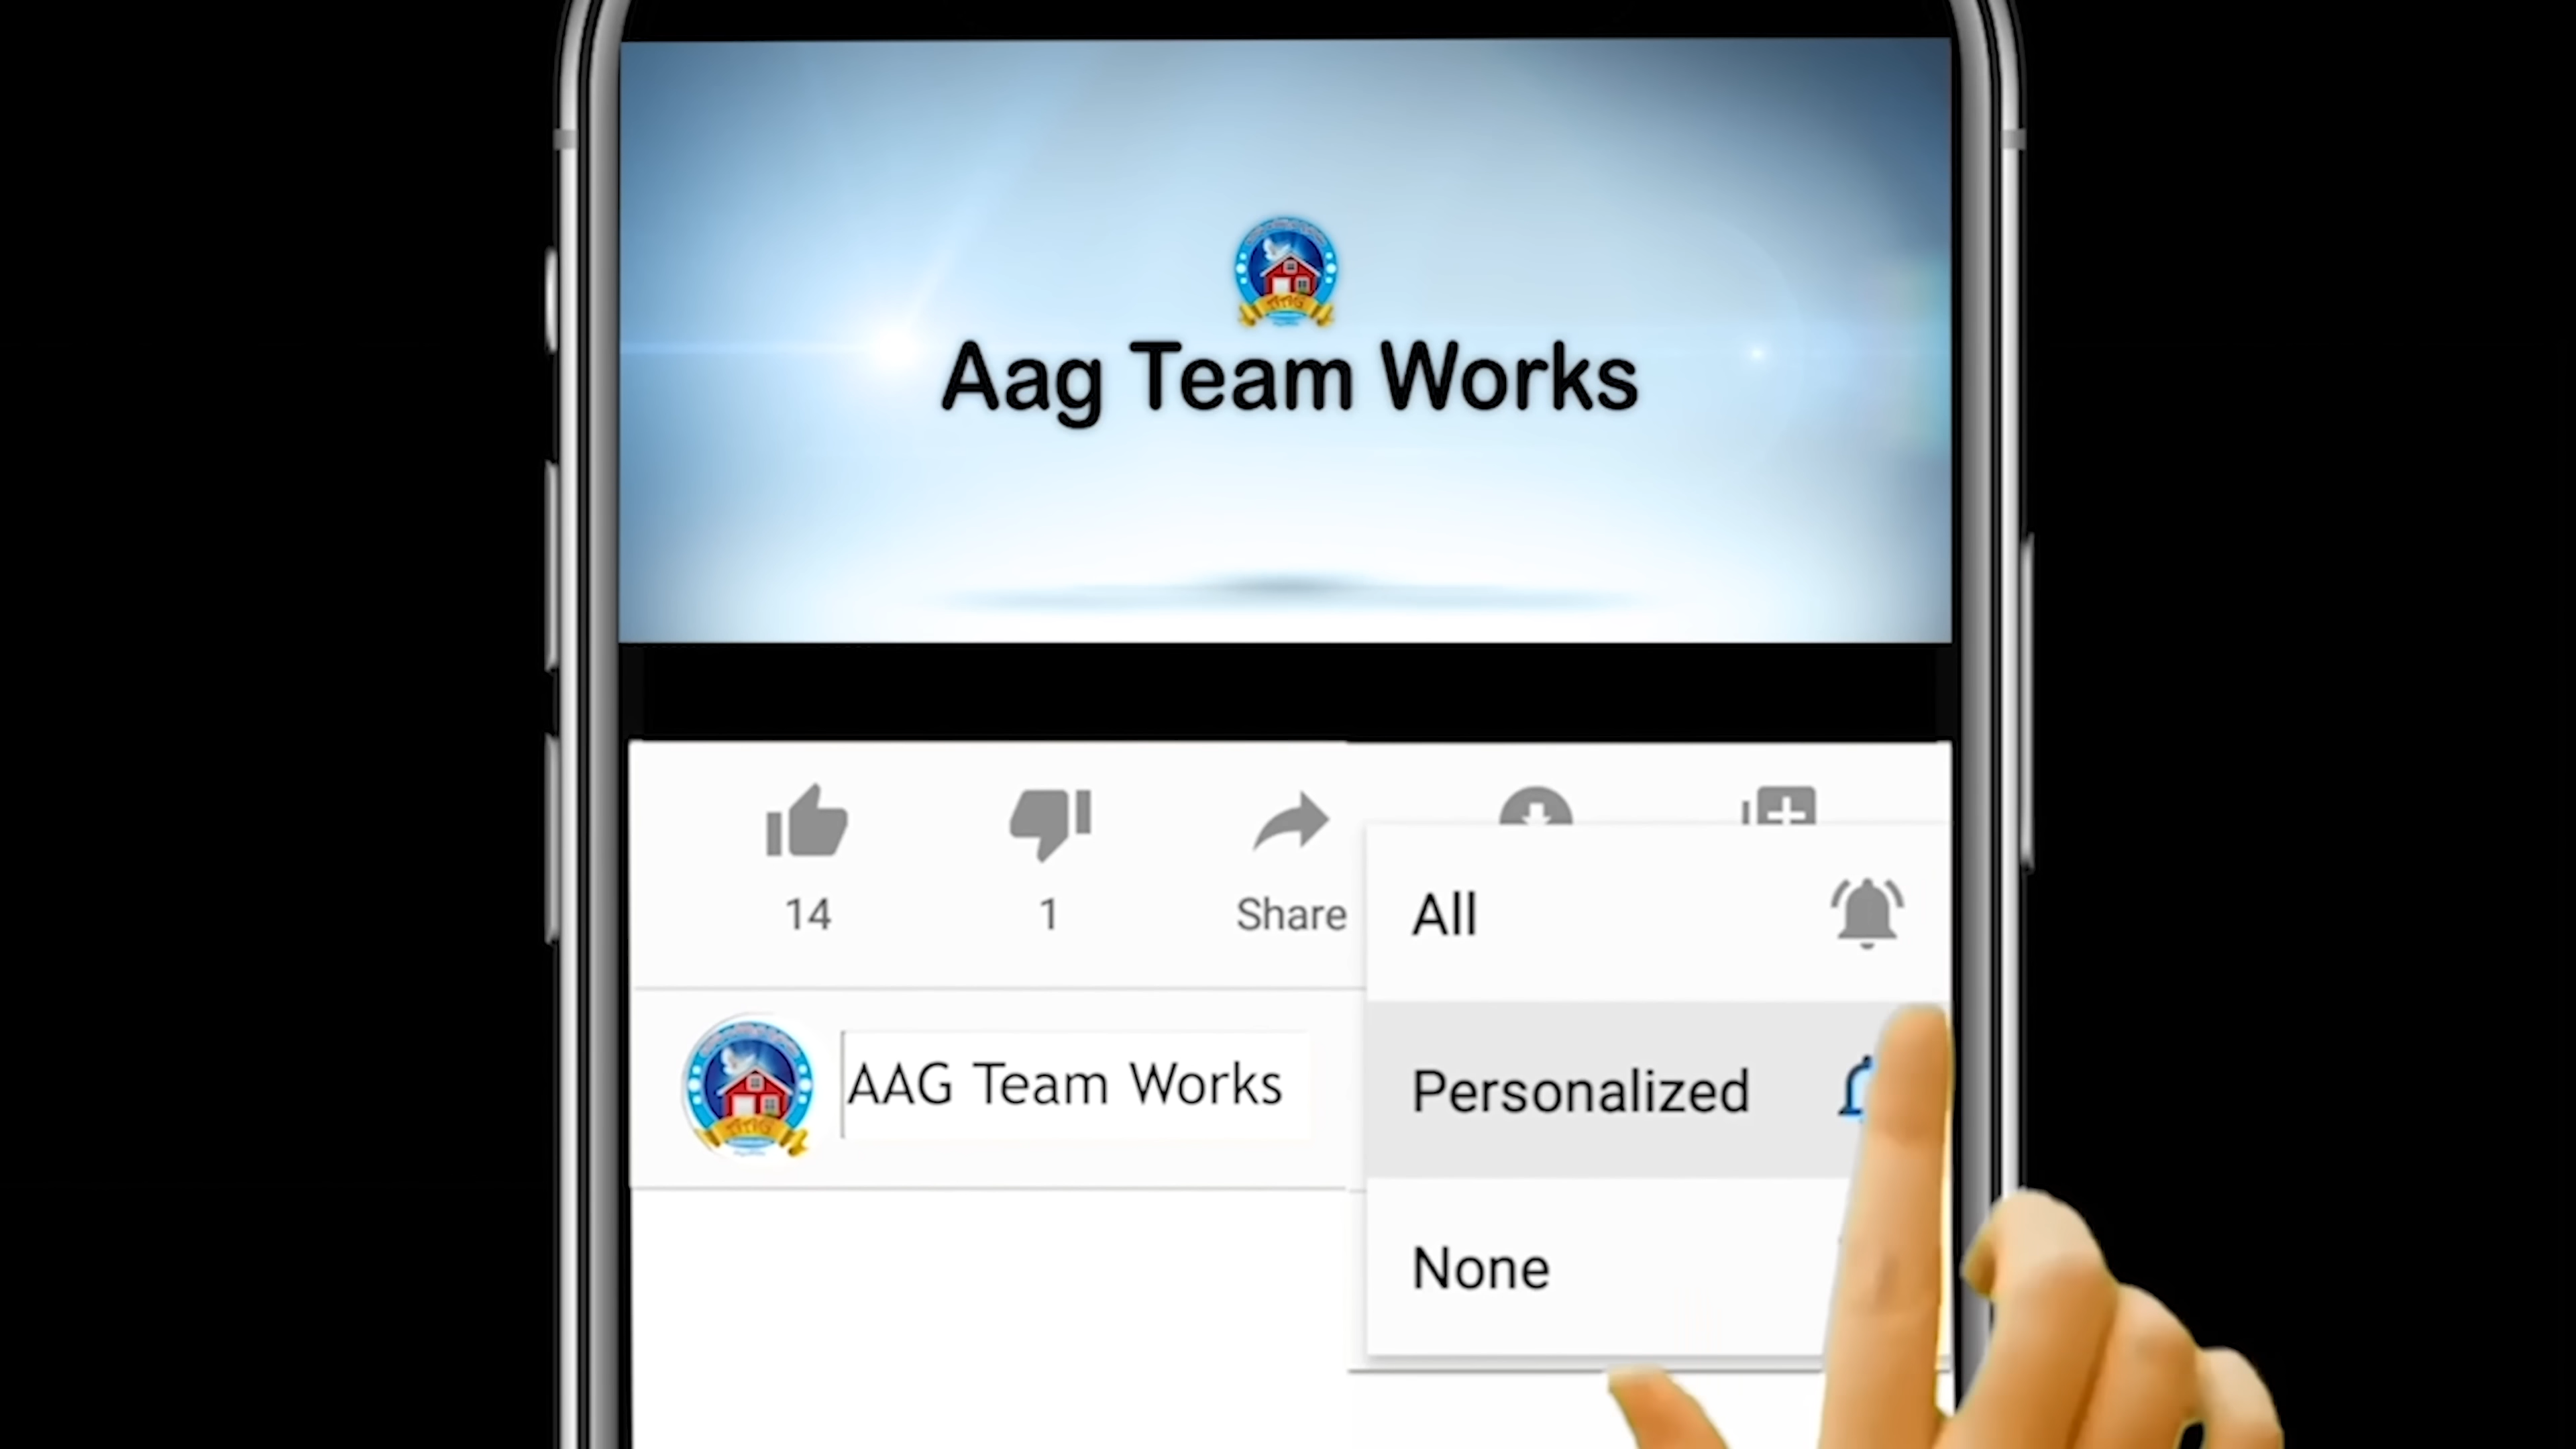 Aag Team Works
14
1
Share
All
AAG Team Works
Personalized
None